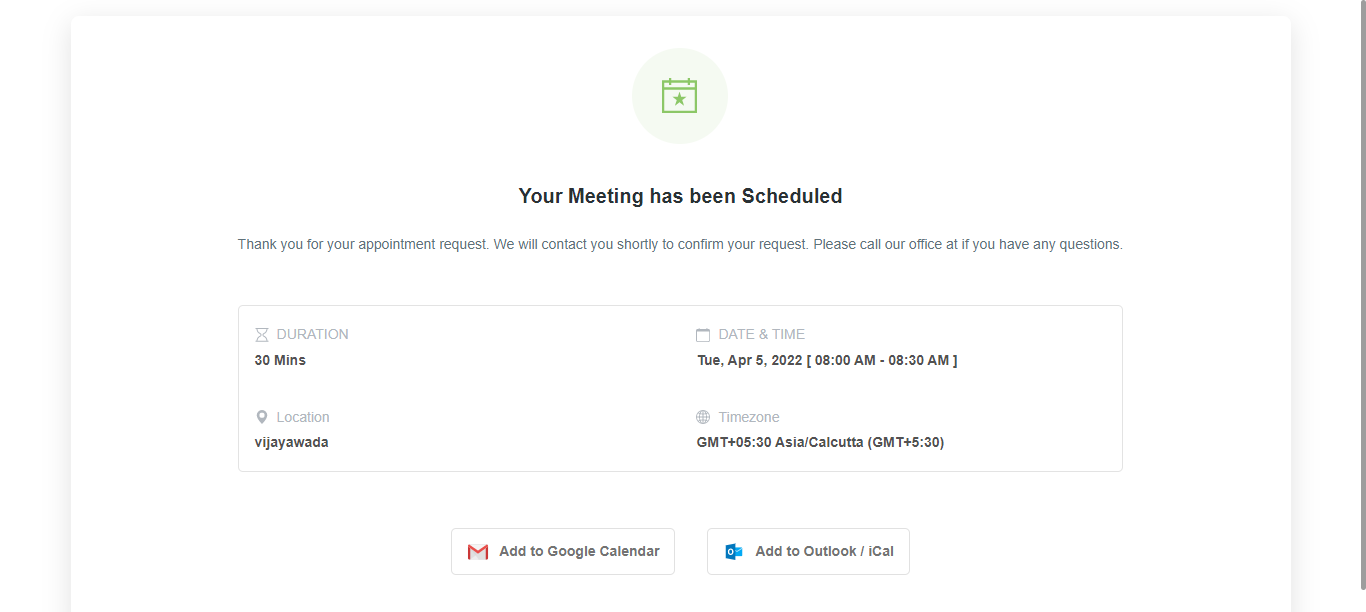 Your Meeting has been Scheduled
Thank you for your appointment request. We will contact you shortly to confirm your request. Please call our office at if you have any questions.
DURATION
30 Mins
DATE & TIME
Tue, Apr 5, 2022 [ 08:00 AM - 08:30 AM ]
Location
vijayawada
Timezone
GMT+05:30 Asia/Calcutta (GMT+5:30)
Add to Google Calendar
Add to Outlook / iCal